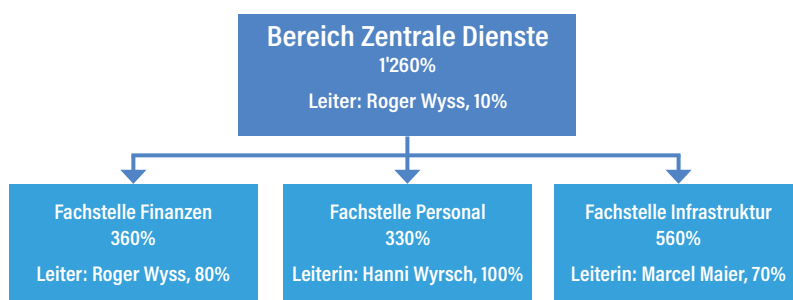 Bereich Zentrale Dienste
1'260%
Leiter: Roger Wyss, 10%
Fachstelle Finanzen
360%
Leiter: Roger Wyss, 80%
Fachstelle Personal
330%
Leiterin: Hanni Wyrsch, 100%
Fachstelle Infrastruktur
560%
Leiterin: Marcel Maier, 70%